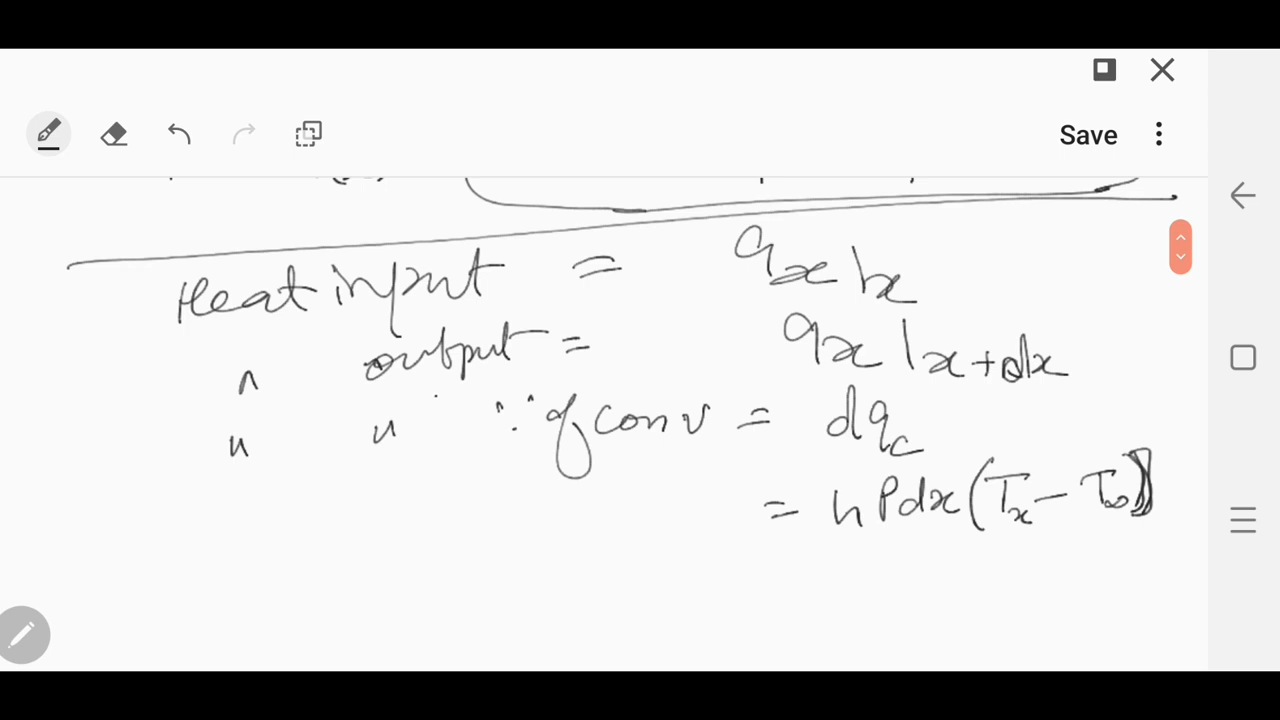 Save
Heat input = qx|x
" output = qx|x+dx
" " ∵ of conv = dqc
= hPdx(Tx - T∞)